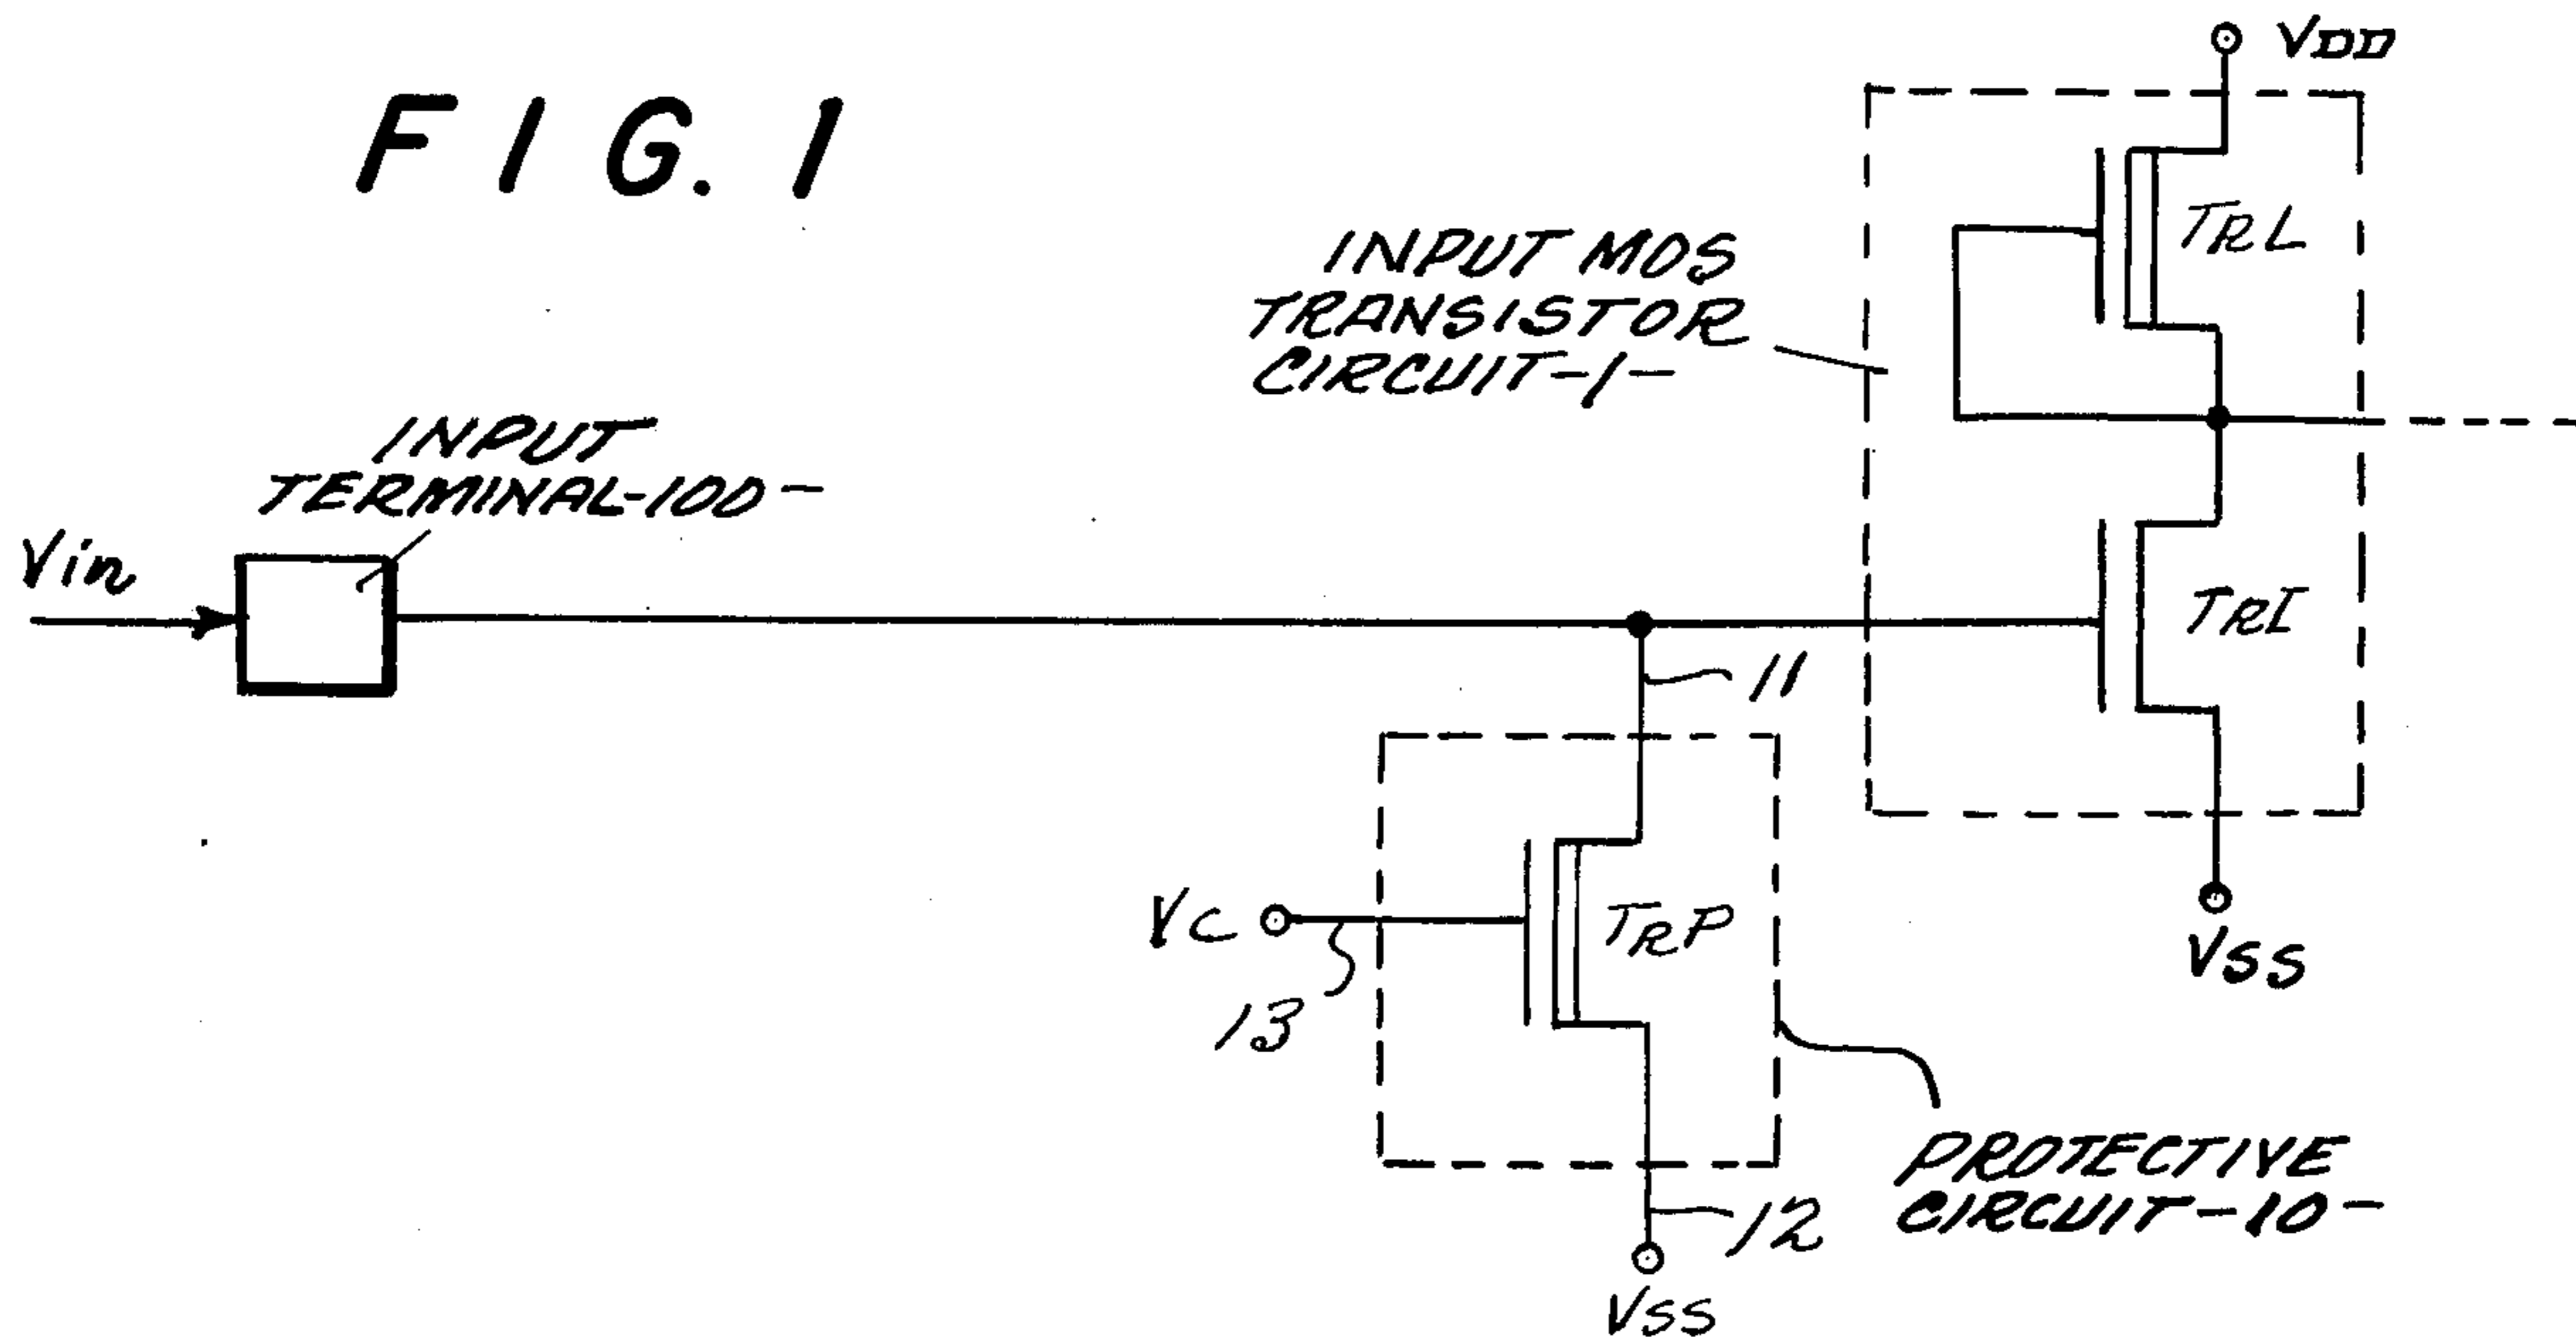 FIG. 1
VDD
TRL
INPUT MOS
TRANSISTOR
CIRCUIT-1-
INPUT
TERMINAL-100-
Vin
TRI
11
VC
TRP
13
VSS
PROTECTIVE
CIRCUIT-10-
12
VSS